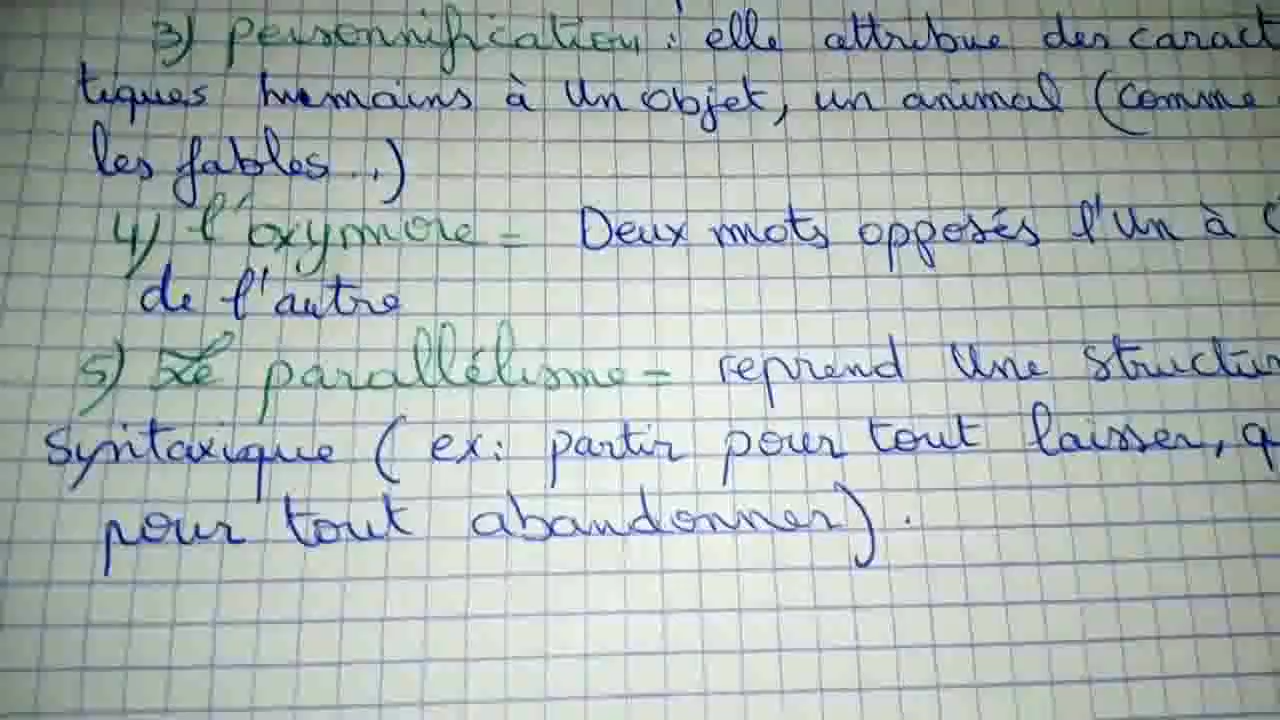 3) personnification : elle attribue des caract
tiques humains à un objet, un animal (comme
les fables...)
4) l'oxymore = Deux mots opposés l'un à
de l'autre
5) Le parallélisme = reprend une structu
syntaxique (ex: partir pour tout laisser, q
pour tout abandonner).